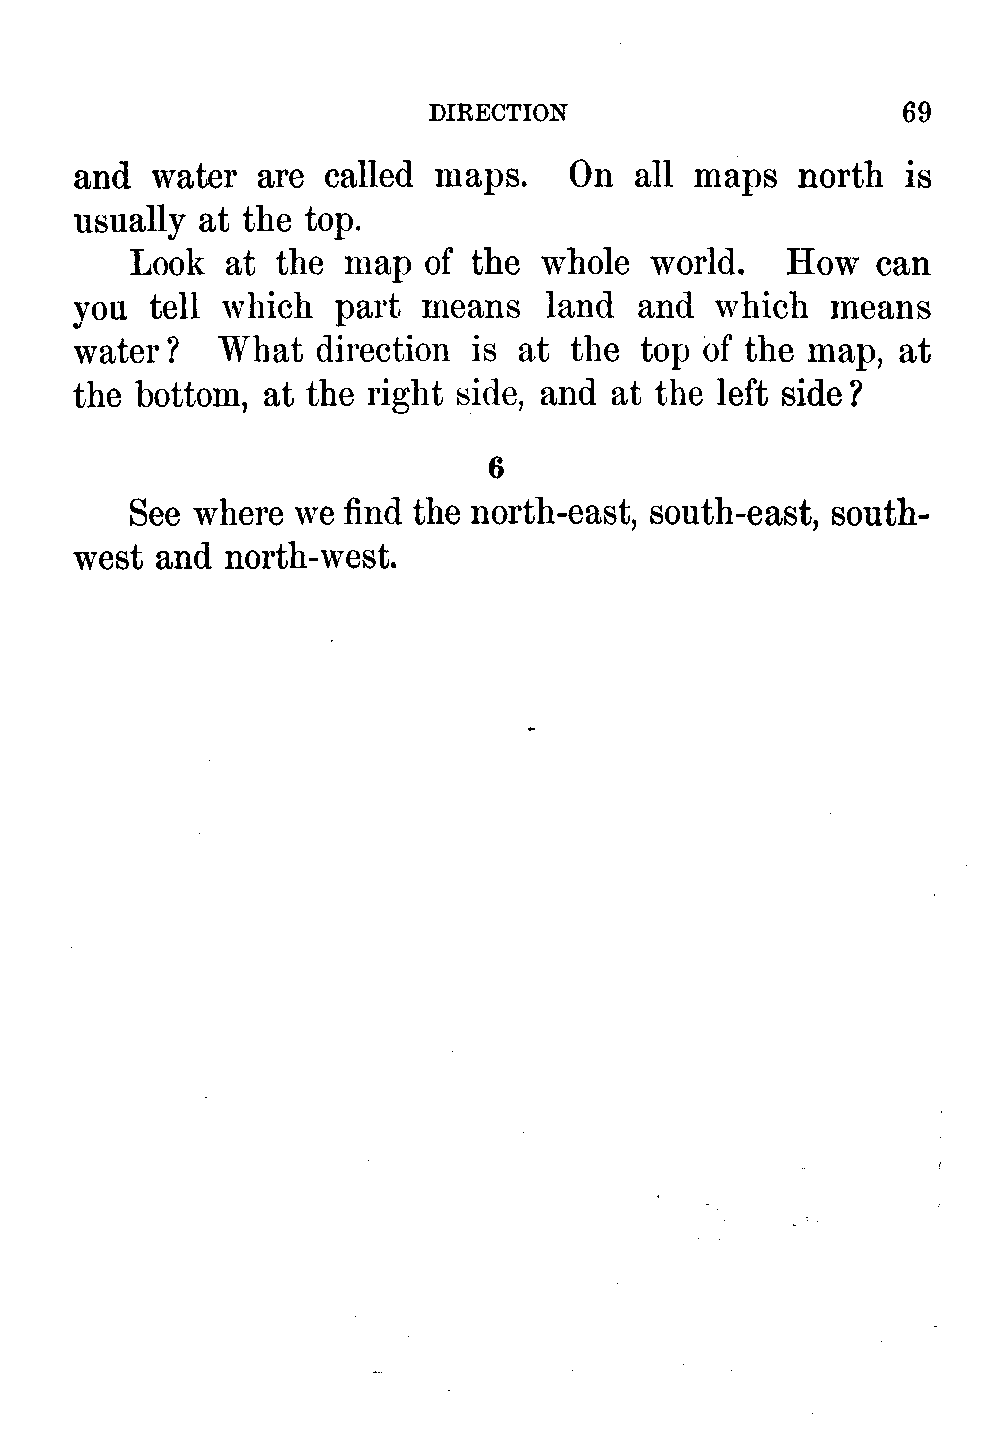 DIRECTION 69
and water are called maps. On all maps north is
usually at the top.
Look at the map of the whole world. How can
you tell which part means land and which means
water? What direction is at the top of the map, at
the bottom, at the right side, and at the left side?
6
See where we find the north-east, south-east, south-
west and north-west.